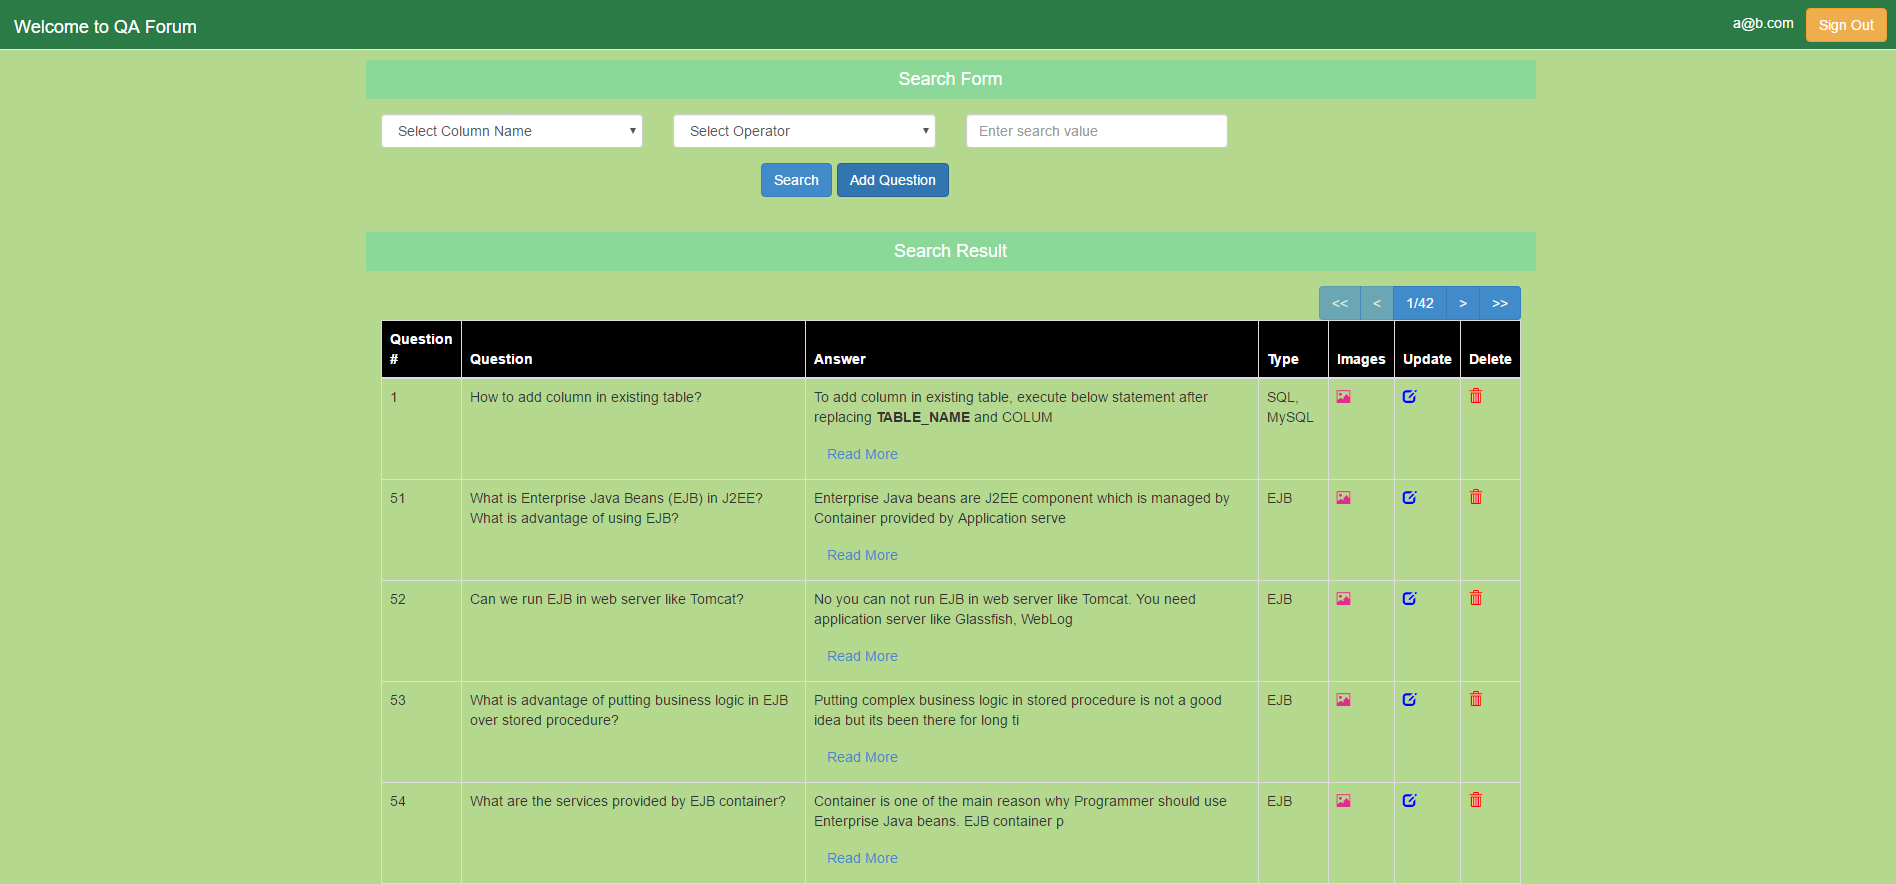 Welcome to QA Forum
a@b.com
Sign Out
Search Form
Select Column Name
Select Operator
Enter search value
Search
Add Question
Search Result
<<
<
1/42
>
>>
Question #
Question
Answer
Type
Images
Update
Delete
1
How to add column in existing table?
To add column in existing table, execute below statement after
replacing TABLE_NAME and COLUM
Read More
SQL,
MySQL
51
What is Enterprise Java Beans (EJB) in J2EE?
What is advantage of using EJB?
Enterprise Java beans are J2EE component which is managed by
Container provided by Application serve
Read More
EJB
52
Can we run EJB in web server like Tomcat?
No you can not run EJB in web server like Tomcat. You need
application server like Glassfish, WebLog
Read More
EJB
53
What is advantage of putting business logic in EJB
over stored procedure?
Putting complex business logic in stored procedure is not a good
idea but its been there for long ti
Read More
EJB
54
What are the services provided by EJB container?
Container is one of the main reason why Programmer should use
Enterprise Java beans. EJB container p
Read More
EJB